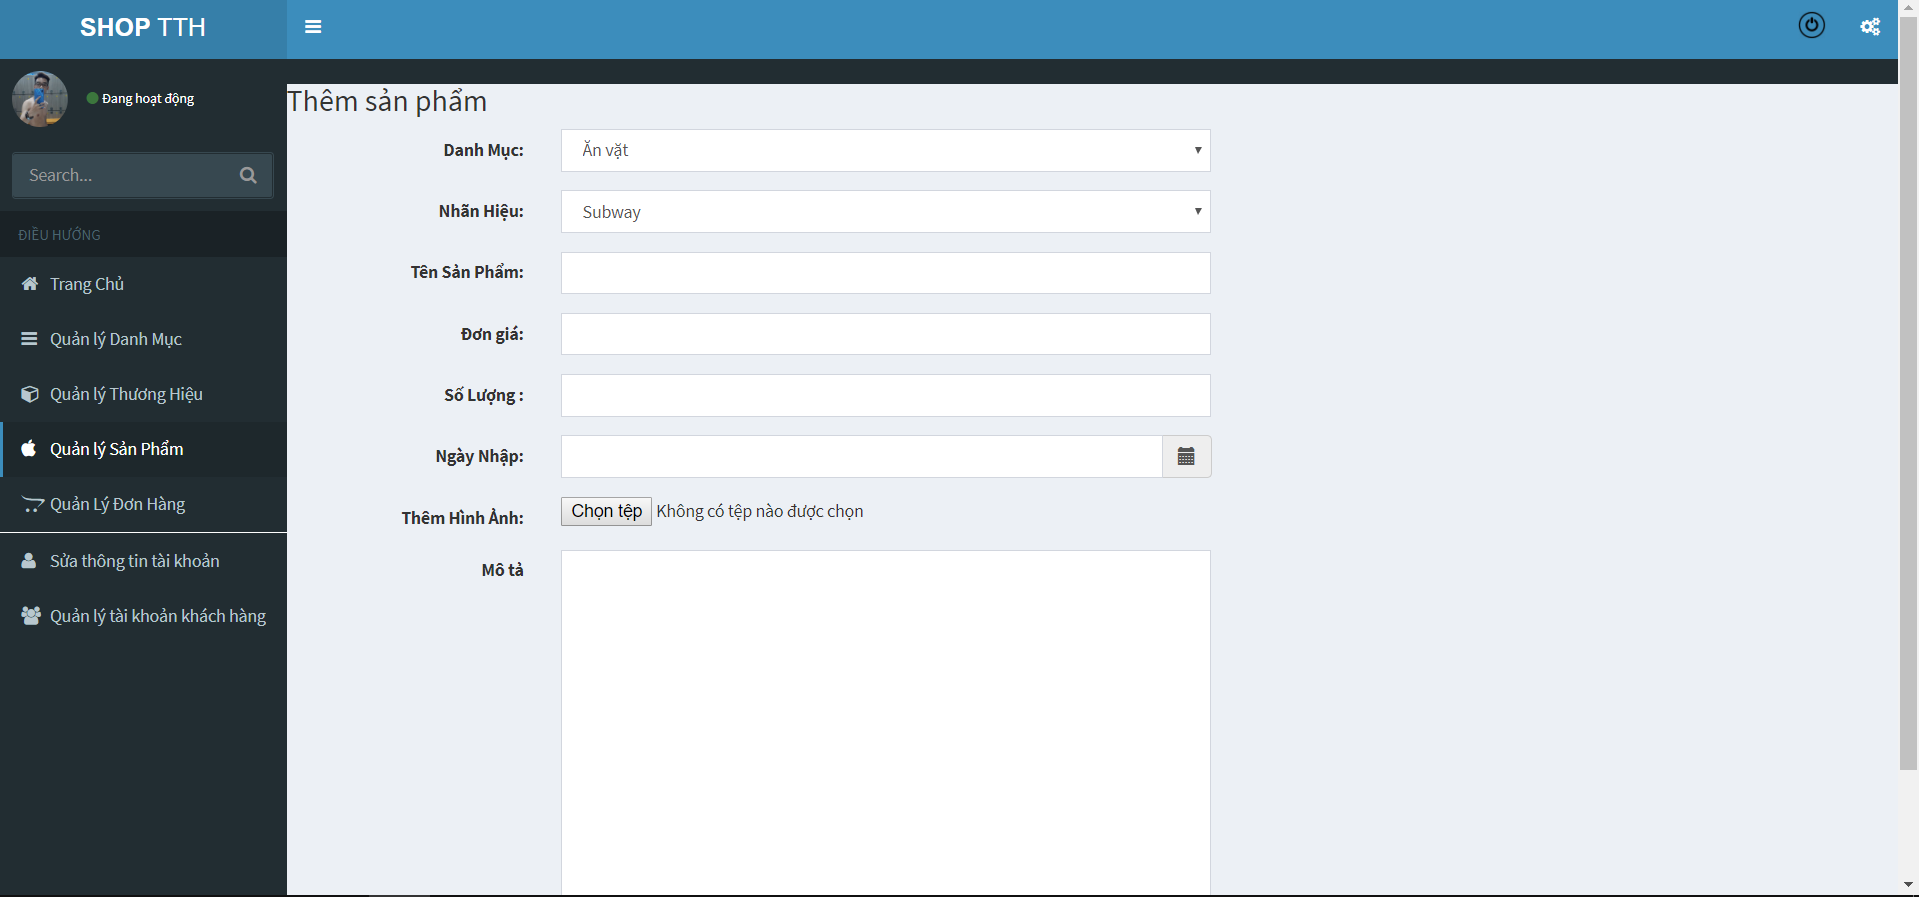 SHOP TTH
Đang hoạt động
Search...
ĐIỀU HƯỚNG
Trang Chủ
Quản lý Danh Mục
Quản lý Thương Hiệu
Quản lý Sản Phẩm
Quản Lý Đơn Hàng
Sửa thông tin tài khoản
Quản lý tài khoản khách hàng
Thêm sản phẩm
Danh Mục: Ăn vặt
Nhãn Hiệu: Subway
Tên Sản Phẩm:
Đơn giá:
Số Lượng :
Ngày Nhập:
Thêm Hình Ảnh: Chọn tệp Không có tệp nào được chọn
Mô tả